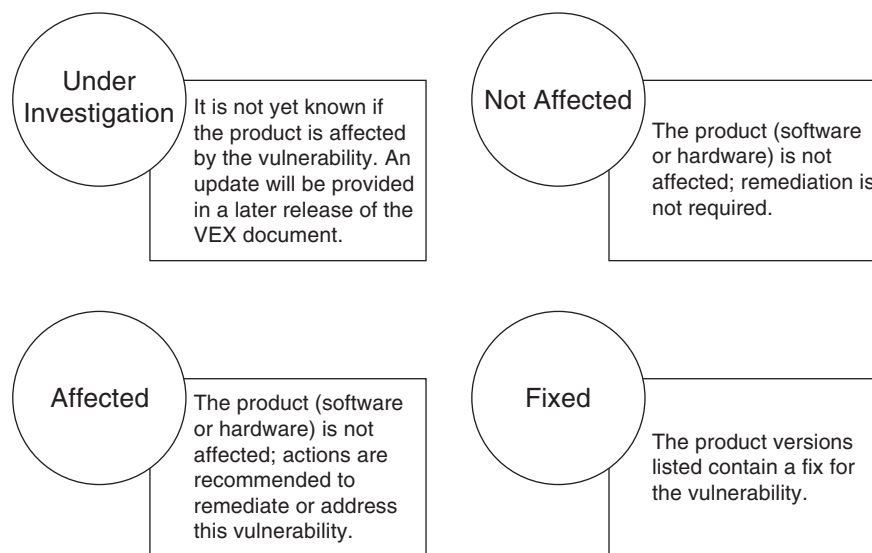 Under
Investigation
It is not yet known if
the product is affected
by the vulnerability. An
update will be provided
in a later release of the
VEX document.
Not Affected
The product (software
or hardware) is not
affected; remediation is
not required.
Affected
The product (software
or hardware) is not
affected; actions are
recommended to
remediate or address
this vulnerability.
Fixed
The product versions
listed contain a fix for
the vulnerability.